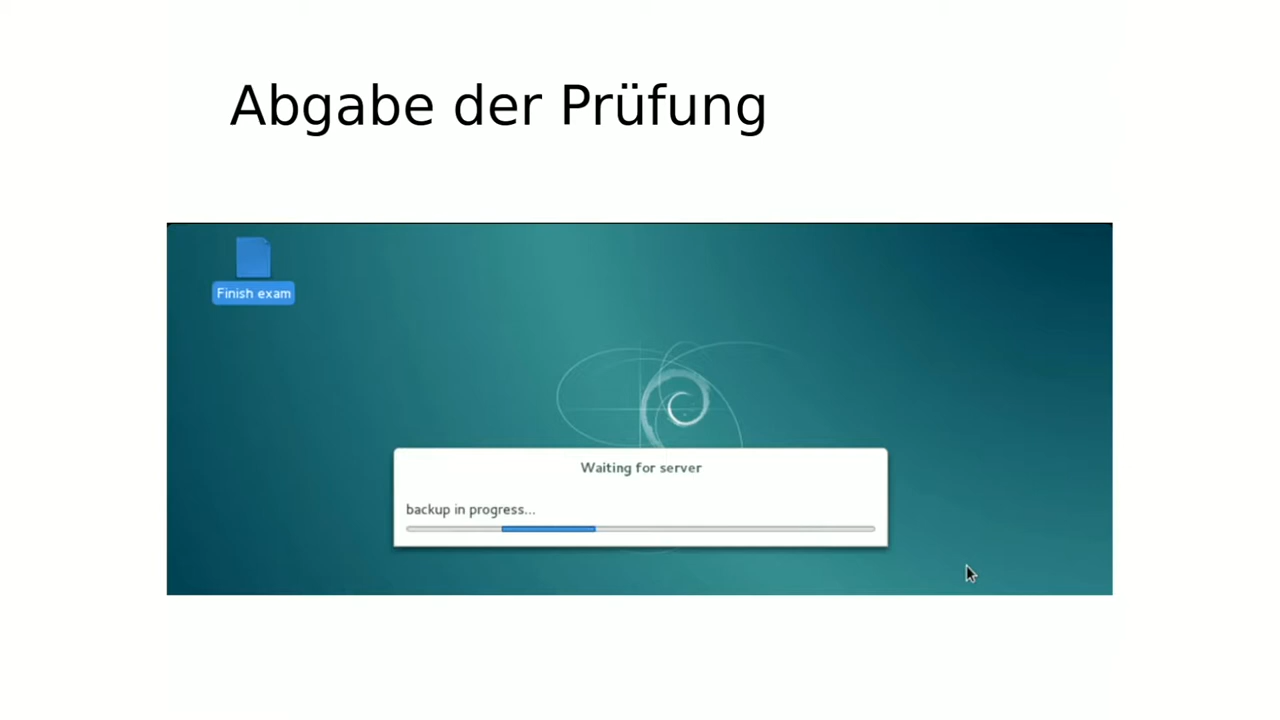 Abgabe der Prüfung
Finish exam
Waiting for server
backup in progress...